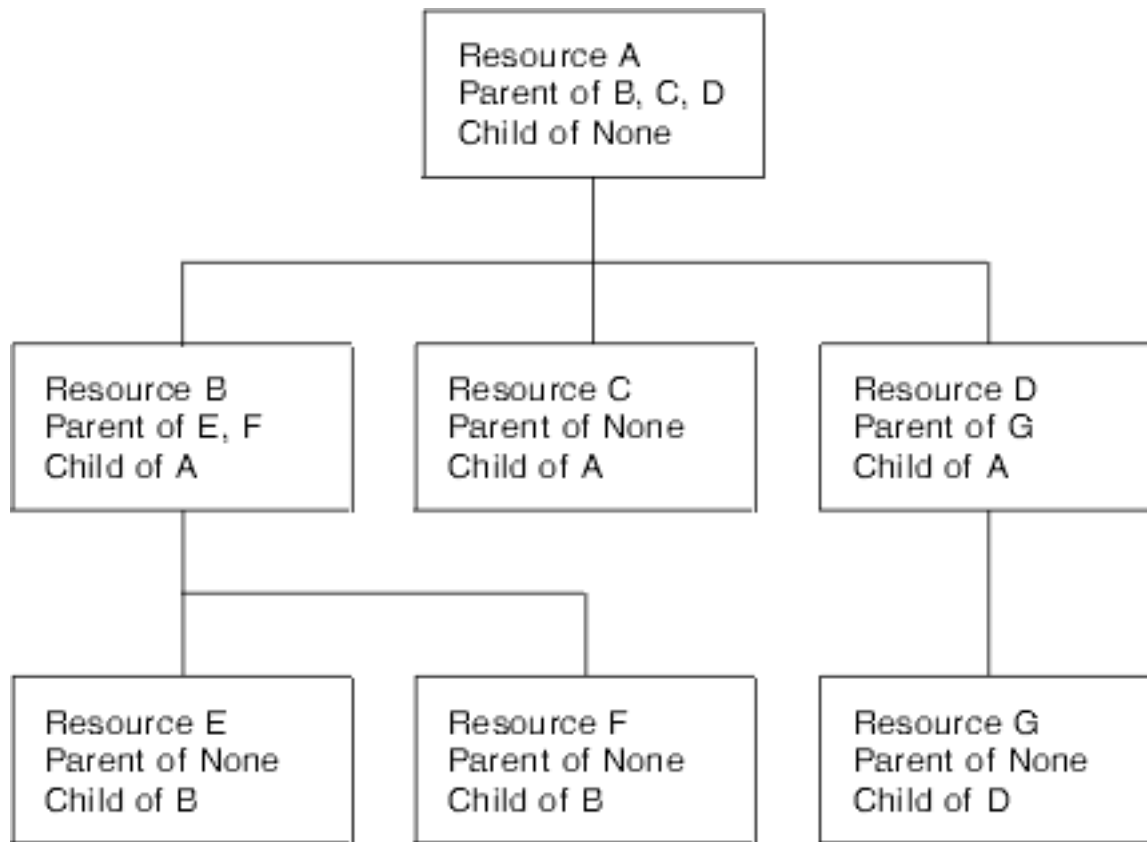 Resource A
Parent of B, C, D
Child of None
Resource B
Parent of E, F
Child of A
Resource C
Parent of None
Child of A
Resource D
Parent of G
Child of A
Resource E
Parent of None
Child of B
Resource F
Parent of None
Child of B
Resource G
Parent of None
Child of D